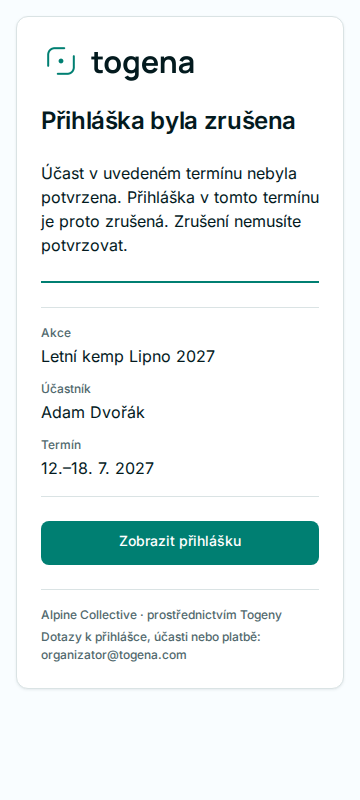 togena
Přihláška byla zrušena
Účast v uvedeném termínu nebyla
potvrzena. Přihláška v tomto termínu
je proto zrušená. Zrušení nemusíte
potvrzovat.
Akce
Letní kemp Lipno 2027
Účastník
Adam Dvořák
Termín
12.–18. 7. 2027
Zobrazit přihlášku
Alpine Collective · prostřednictvím Togeny
Dotazy k přihlášce, účasti nebo platbě:
organizator@togena.com